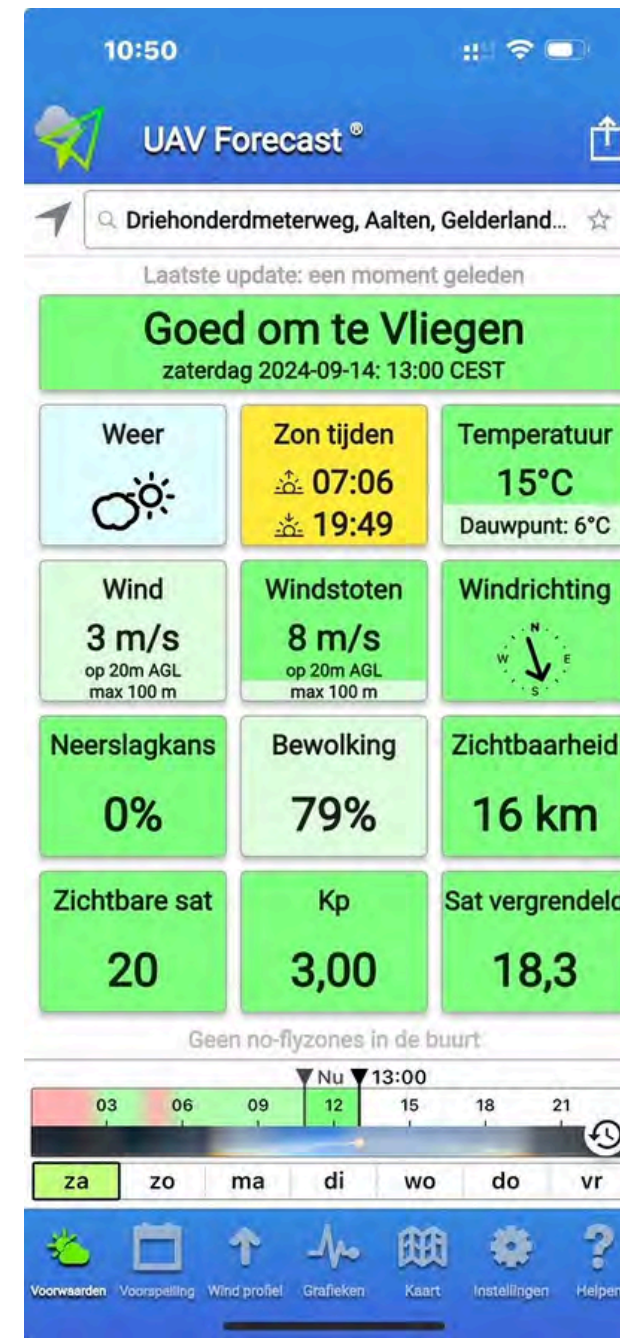 10:50
UAV Forecast ®
Driehonderdmeterweg, Aalten, Gelderland...
Laatste update: een moment geleden
Goed om te Vliegen
zaterdag 2024-09-14: 13:00 CEST
Weer
Zon tijden
07:06
19:49
Temperatuur
15°C
Dauwpunt: 6°C
Wind
3 m/s
op 20m AGL
max 100 m
Windstoten
8 m/s
op 20m AGL
max 100 m
Windrichting
N
W E
S
Neerslagkans
0%
Bewolking
79%
Zichtbaarheid
16 km
Zichtbare sat
20
Kp
3,00
Sat vergrendeld
18,3
Geen no-flyzones in de buurt
Nu 13:00
03 06 09 12 15 18 21
za zo ma di wo do vr
Voorwaarden Voorspelling Wind profiel Grafieken Kaart Instellingen Helpen